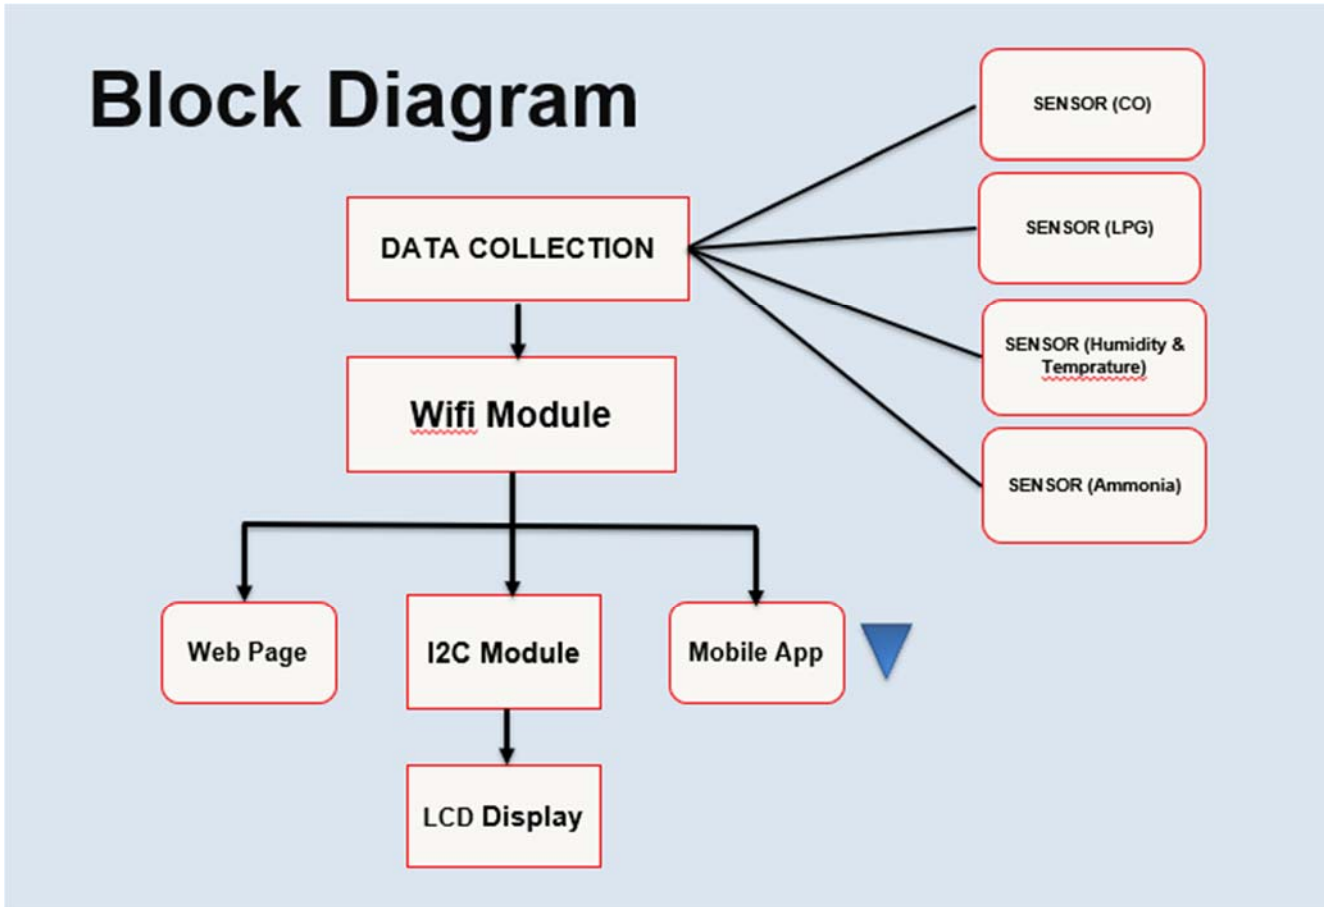 Block Diagram
SENSOR (CO)
SENSOR (LPG)
SENSOR (Humidity &
Temprature)
SENSOR (Ammonia)
DATA COLLECTION
Wifi Module
Web Page
I2C Module
Mobile App
LCD Display